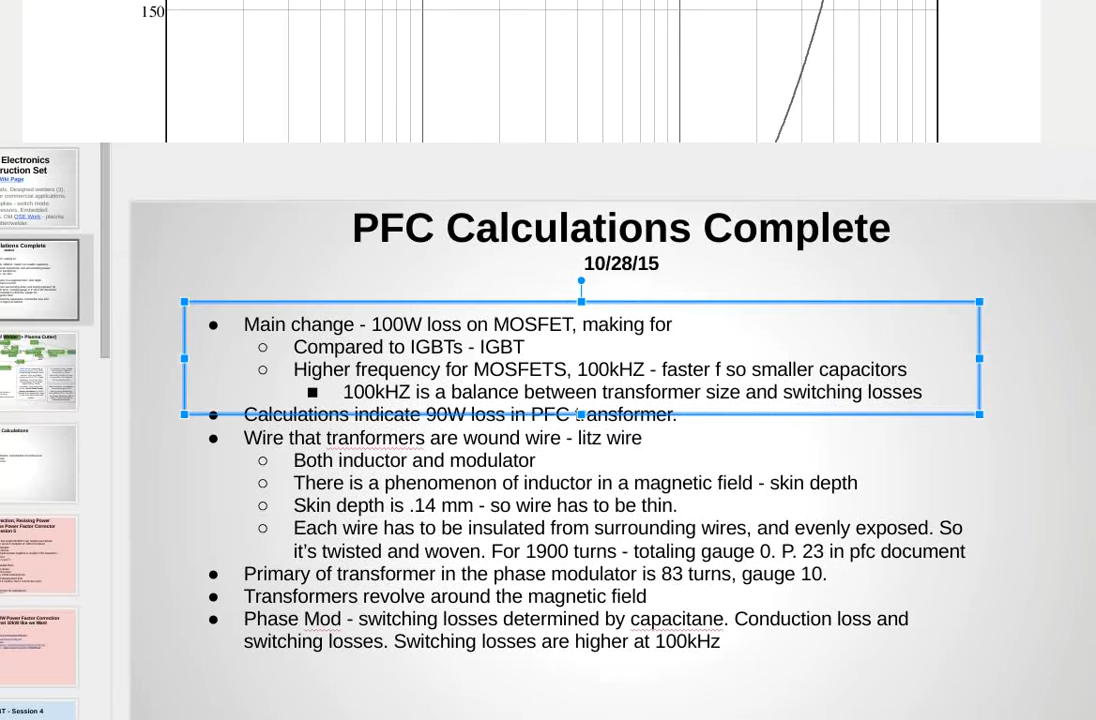 150
Electronics
ruction Set
Wiki Page
ations Complete
PFC Calculations Complete
10/28/15
● Main change - 100W loss on MOSFET, making for
○ Compared to IGBTs - IGBT
○ Higher frequency for MOSFETS, 100kHZ - faster f so smaller capacitors
■ 100kHZ is a balance between transformer size and switching losses
● Calculations indicate 90W loss in PFC transformer.
● Wire that tranformers are wound wire - litz wire
○ Both inductor and modulator
○ There is a phenomenon of inductor in a magnetic field - skin depth
○ Skin depth is .14 mm - so wire has to be thin.
○ Each wire has to be insulated from surrounding wires, and evenly exposed. So
it’s twisted and woven. For 1900 turns - totaling gauge 0. P. 23 in pfc document
● Primary of transformer in the phase modulator is 83 turns, gauge 10.
● Transformers revolve around the magnetic field
● Phase Mod - switching losses determined by capacitane. Conduction loss and
switching losses. Switching losses are higher at 100kHz
Calculations
Power Factor Correction
T - Session 4